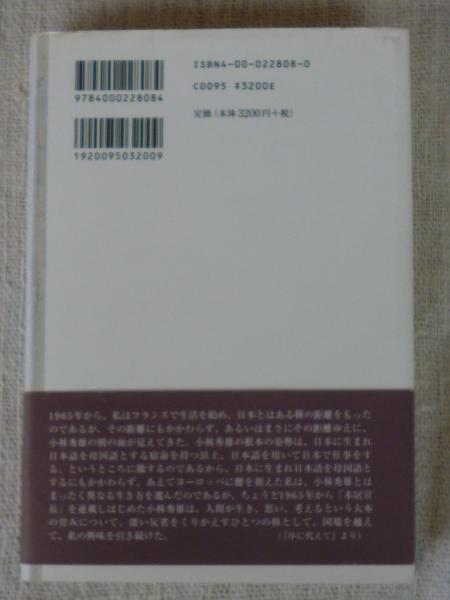 ISBN4-00-022808-0
C0095 ¥3200E
定価（本体3200円＋税）
9784000228084
1920095032009
1965年から、私はフランスで生活を始め、日本とはある種の距離をもった
のであるが、その距離にもかかわらず、あるいはまさにその距離ゆえに、
小林秀雄の別の面が見えてきた。小林秀雄の根本の姿勢は、日本に生まれ
日本語を母国語とする宿命を持つ以上、日本語を用いて日本で仕事をす
る、というところに徹するのであるから、日本に生まれ日本語を母国語と
するにもかかわらず、あえてヨーロッパに居を据えた私は、小林秀雄とは
まったく異なる生き方を選んだのであるが、ちょうど1965年から『本居宣
長』を連載しはじめた小林秀雄は、人間が生き、思い、考えるという大本
の営みについて、深い反省をくりかえすひとつの極として、国境を越え
て、私の興味を引き続けた。
（「序に代えて」より）